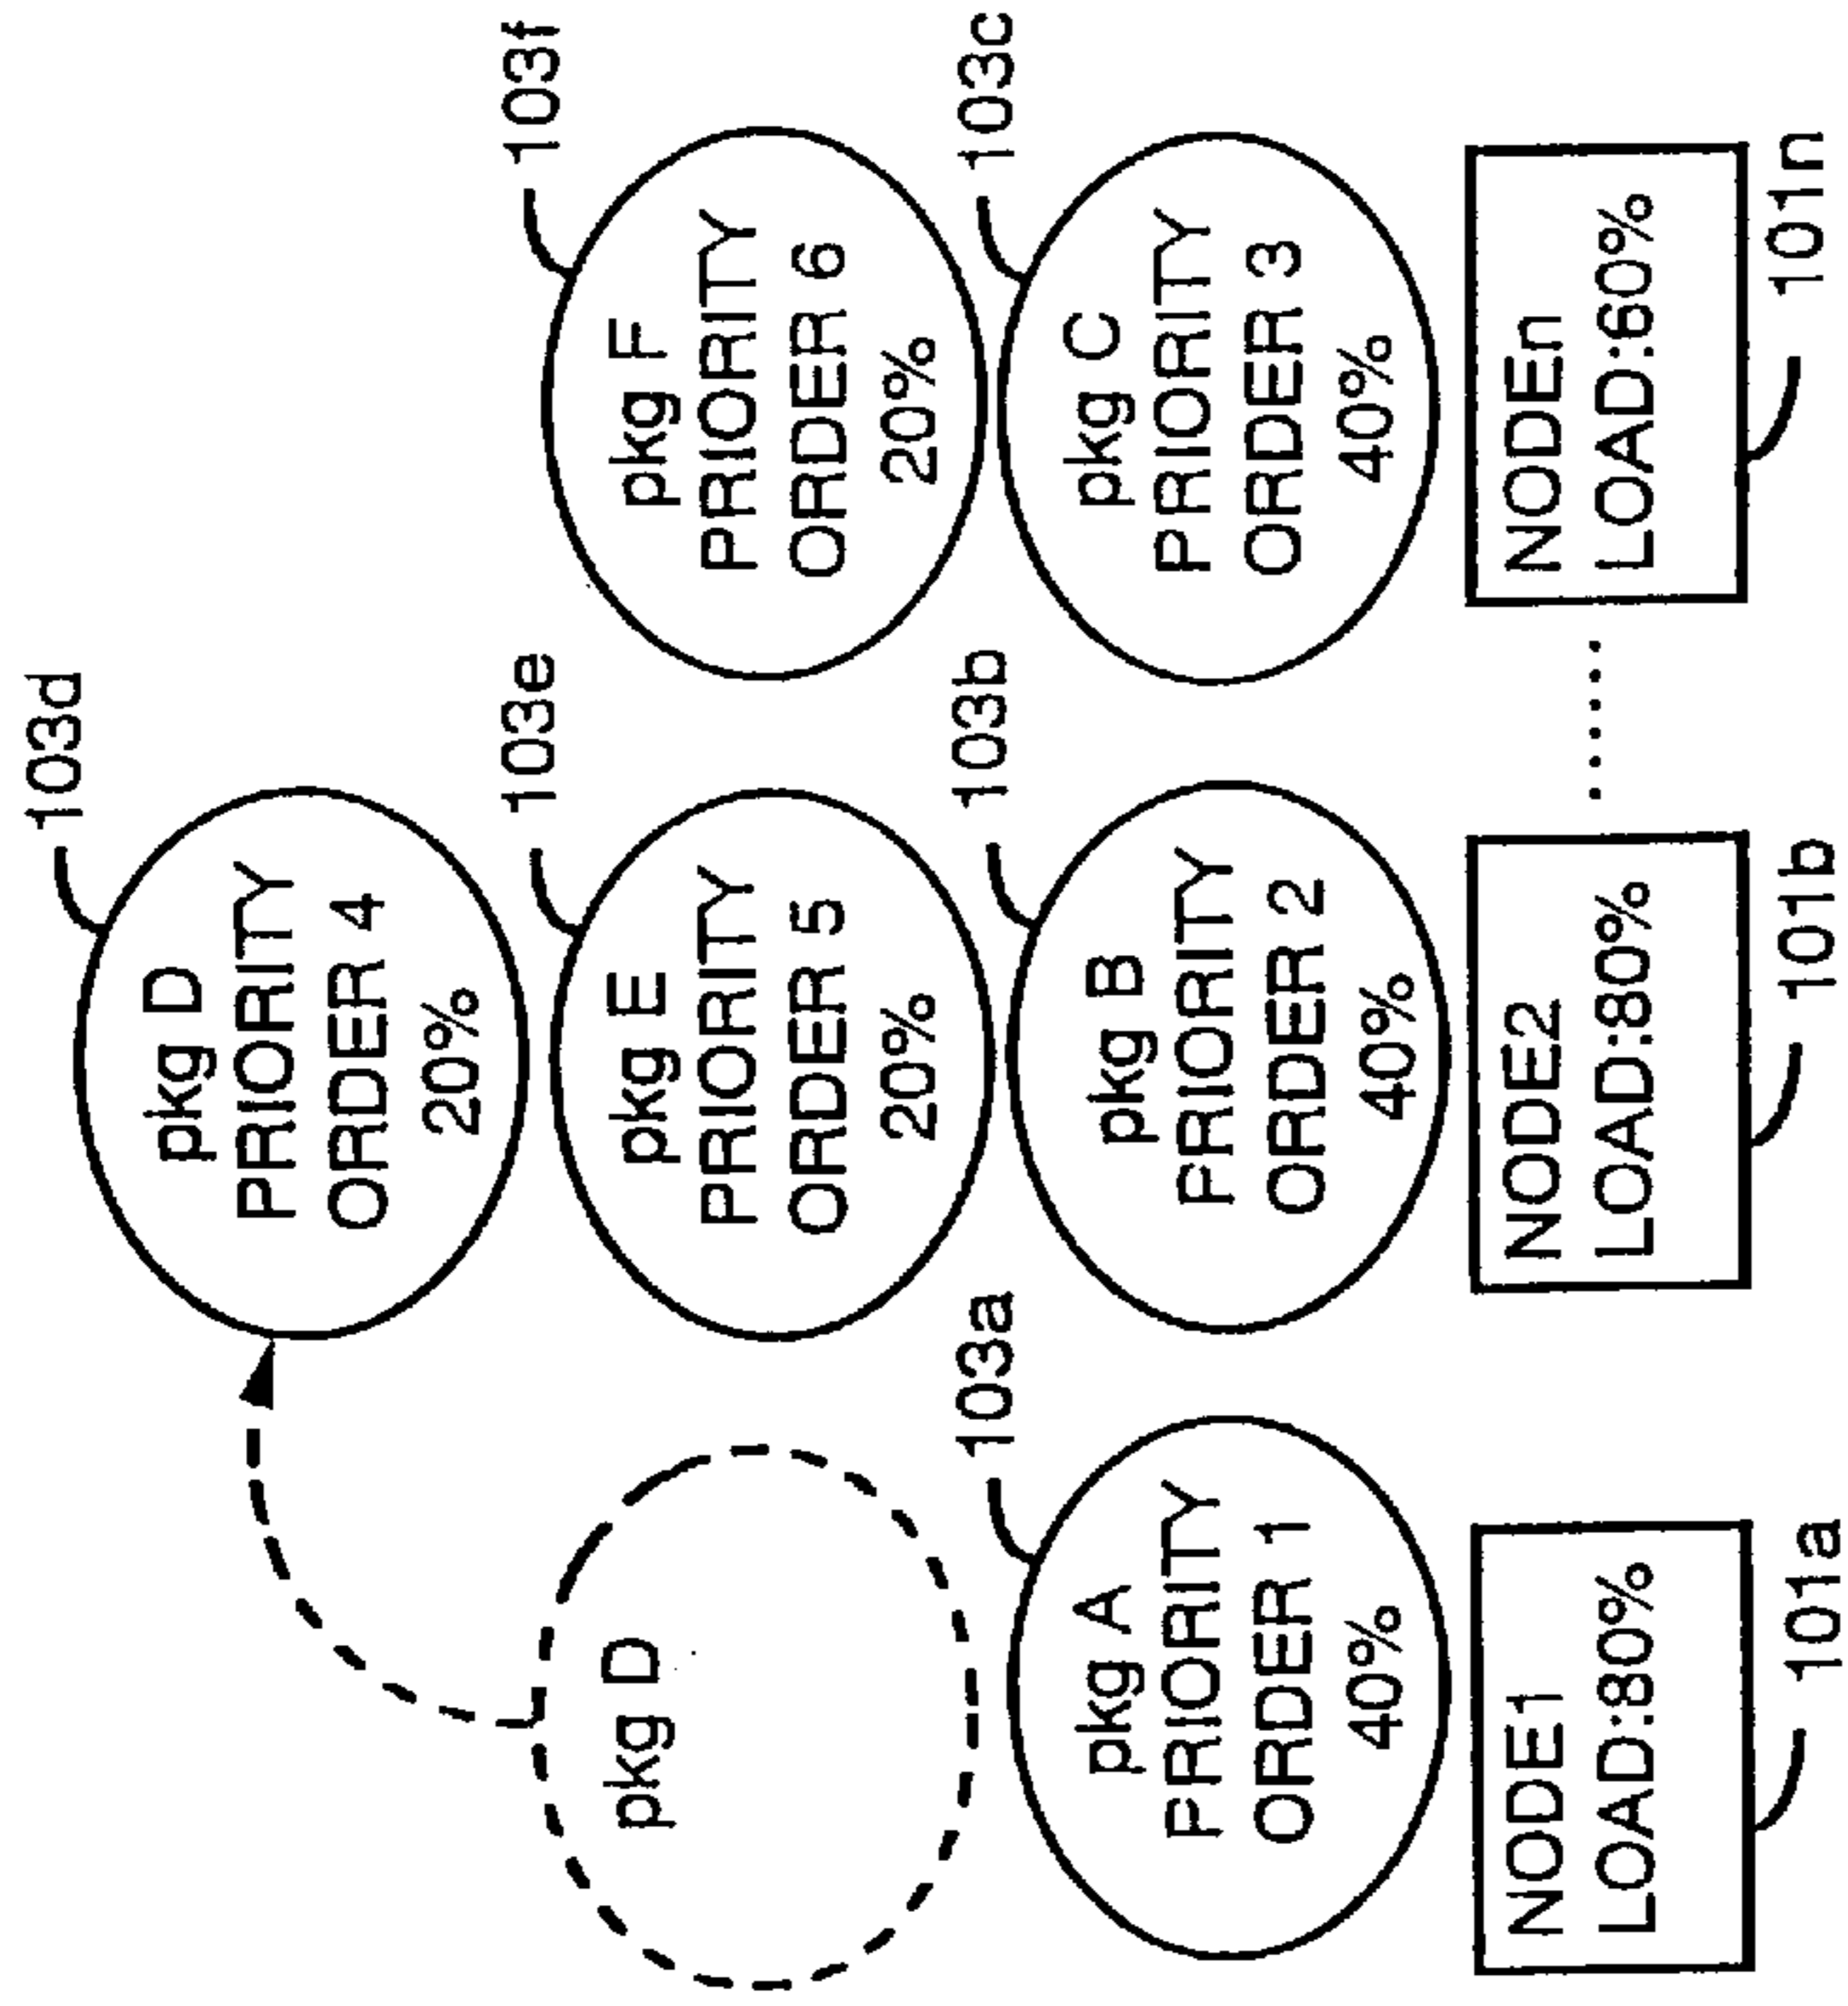 103d
pkg D
PRIORITY
ORDER 4
20%
pkg D
103e
pkg E
PRIORITY
ORDER 5
20%
103f
pkg F
PRIORITY
ORDER 6
20%
103a
pkg A
PRIORITY
ORDER 1
40%
103b
pkg B
PRIORITY
ORDER 2
40%
103c
pkg C
PRIORITY
ORDER 3
40%
NODE1
LOAD:80%
101a
NODE2
LOAD:80%
101b
......
NODEn
LOAD:60%
101n